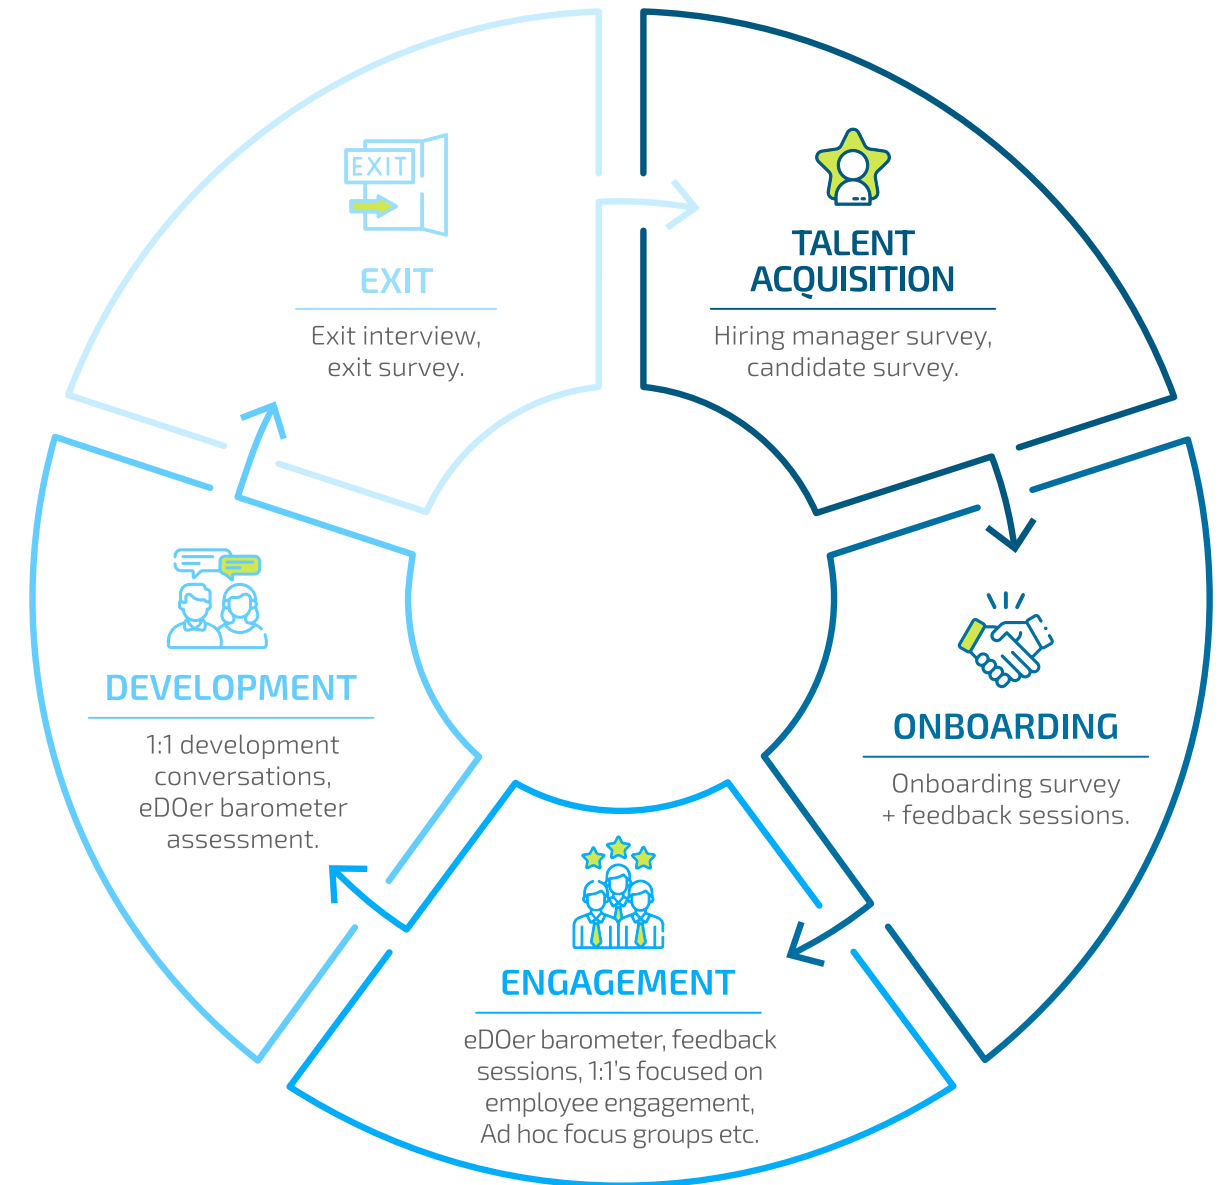 EXIT
EXIT
Exit interview,
exit survey.
TALENT
ACQUISITION
Hiring manager survey,
candidate survey.
ONBOARDING
Onboarding survey
+ feedback sessions.
ENGAGEMENT
eDOer barometer, feedback
sessions, 1:1's focused on
employee engagement,
Ad hoc focus groups etc.
DEVELOPMENT
1:1 development
conversations,
eDOer barometer
assessment.